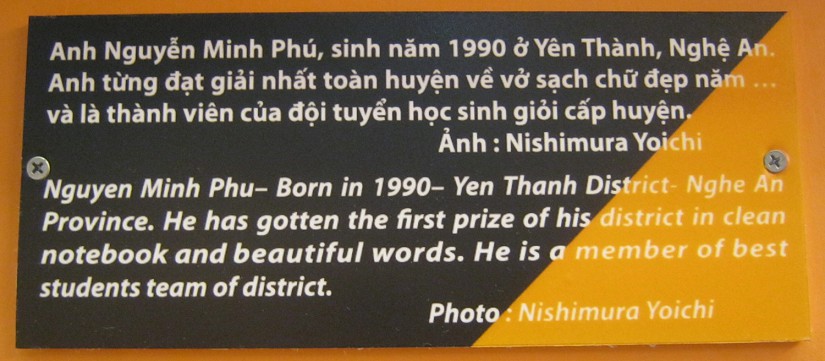 Anh Nguyễn Minh Phú, sinh năm 1990 ở Yên Thành, Nghệ An.
Anh từng đạt giải nhất toàn huyện về vở sạch chữ đẹp năm ...
và là thành viên của đội tuyển học sinh giỏi cấp huyện.
Ảnh : Nishimura Yoichi
Nguyen Minh Phu– Born in 1990– Yen Thanh District- Nghe An
Province. He has gotten the first prize of his district in clean
notebook and beautiful words. He is a member of best
students team of district.
Photo : Nishimura Yoichi